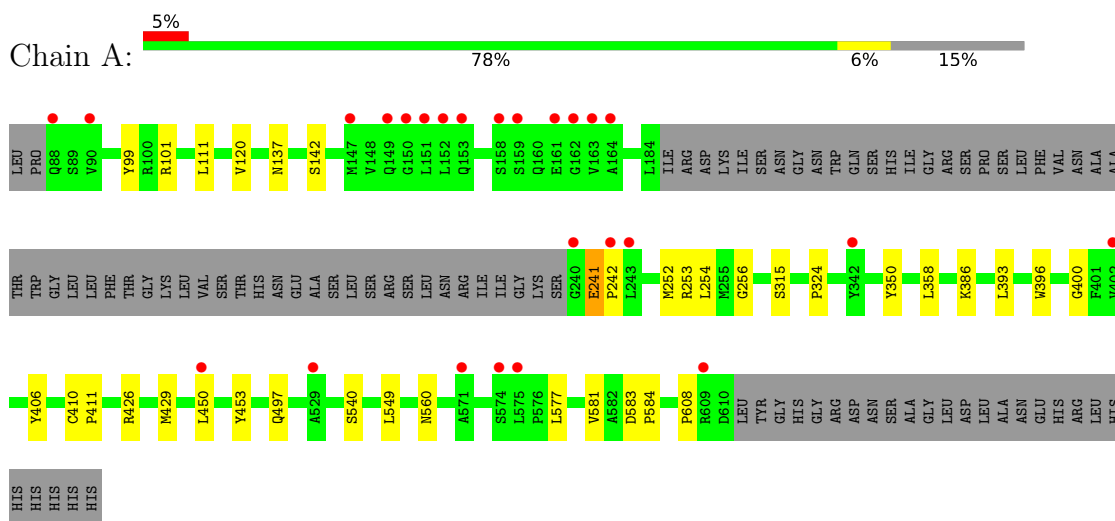 5%
Chain A:
78% 6% 15%
LEU PRO Q88 S89 V90 Y99 R100 R101 L111 V120 N137 S142 M147 V148 Q149 G150 L151 L152 Q153 S158 S159 Q160 E161 G162 V163 A164 L184 ILE ARG ASP LYS ILE SER ASN GLY ASN TRP GLN SER HIS ILE GLY ARG SER PRO SER LEU PHE VAL ASN ALA ALA
THR TRP GLY LEU LEU PHE THR GLY LYS LEU VAL SER THR HIS ASN GLU ALA SER LEU SER ARG SER LEU ASN ARG ILE ILE GLY LYS SER G240 E241 P242 L243 M252 R253 L254 M255 G256 S315 P324 Y342 Y350 L358 K386 L393 W396 G400 F401 V402
Y406 C410 P411 R426 M429 L450 Y453 Q497 A529 S540 L549 N560 A571 S574 L575 P576 L577 V581 A582 D583 P584 P608 R609 D610 LEU TYR GLY HIS GLY ARG ASP ASN SER ALA GLY LEU ASP LEU ALA ASN GLU HIS ARG LEU HIS
HIS HIS HIS HIS HIS